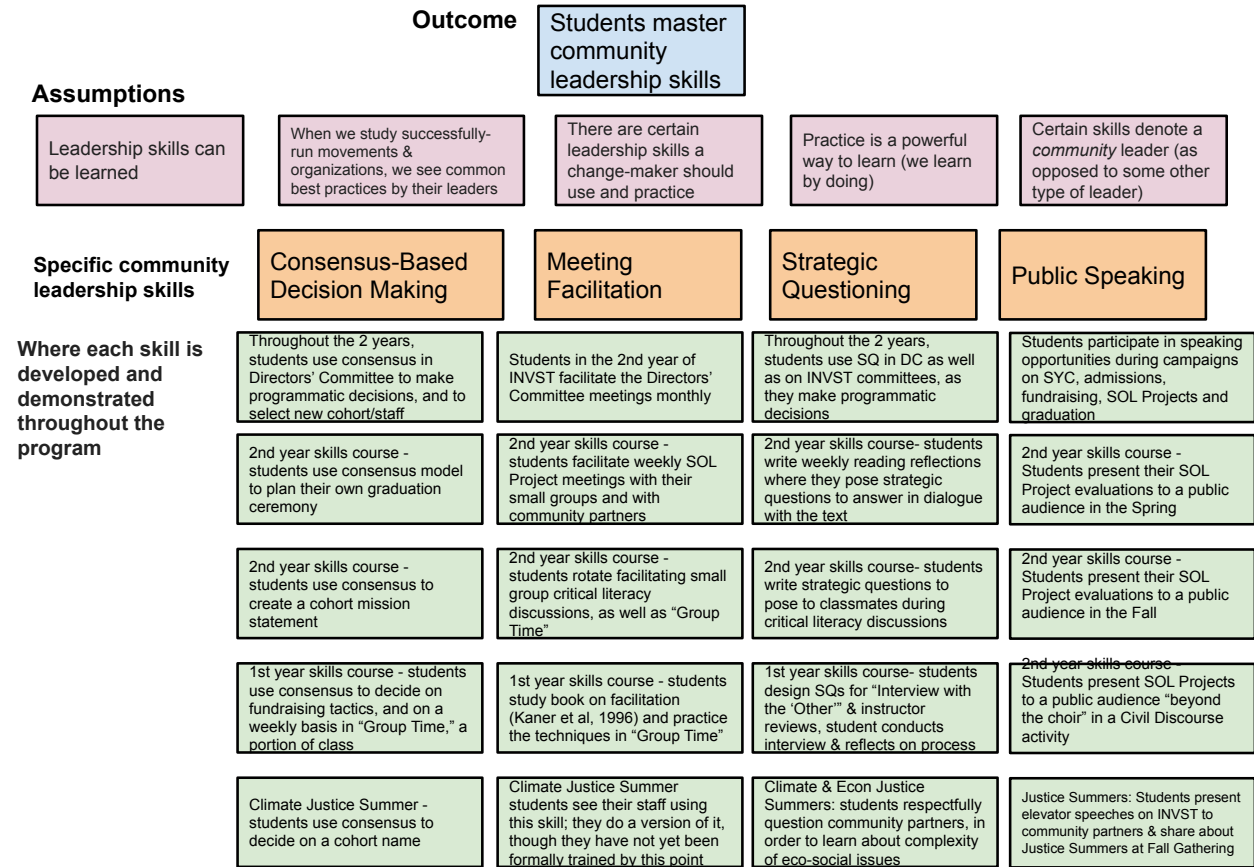 Outcome
Students master
community
leadership skills
Assumptions
Leadership skills can
be learned
When we study successfully-
run movements &
organizations, we see common
best practices by their leaders
There are certain
leadership skills a
change-maker should
use and practice
Practice is a powerful
way to learn (we learn
by doing)
Certain skills denote a
community leader (as
opposed to some other
type of leader)
Specific community
leadership skills
Consensus-Based
Decision Making
Meeting
Facilitation
Strategic
Questioning
Public Speaking
Where each skill is
developed and
demonstrated
throughout the
program
Throughout the 2 years,
students use consensus in
Directors' Committee to make
programmatic decisions, and to
select new cohort/staff
Students in the 2nd year of
INVST facilitate the Directors'
Committee meetings monthly
Throughout the 2 years,
students use SQ in DC as well
as on INVST committees, as
they make programmatic
decisions
Students participate in speaking
opportunities during campaigns
on SYC, admissions,
fundraising, SOL Projects and
graduation
2nd year skills course -
students use consensus model
to plan their own graduation
ceremony
2nd year skills course -
students facilitate weekly SOL
Project meetings with their
small groups and with
community partners
2nd year skills course- students
write weekly reading reflections
where they pose strategic
questions to answer in dialogue
with the text
2nd year skills course -
Students present their SOL
Project evaluations to a public
audience in the Spring
2nd year skills course -
students use consensus to
create a cohort mission
statement
2nd year skills course -
students rotate facilitating small
group critical literacy
discussions, as well as “Group
Time”
2nd year skills course- students
write strategic questions to
pose to classmates during
critical literacy discussions
2nd year skills course -
Students present their SOL
Project evaluations to a public
audience in the Fall
1st year skills course - students
use consensus to decide on
fundraising tactics, and on a
weekly basis in “Group Time,” a
portion of class
1st year skills course - students
study book on facilitation
(Kaner et al, 1996) and practice
the techniques in “Group Time”
1st year skills course- students
design SQs for “Interview with
the ‘Other’” & instructor
reviews, student conducts
interview & reflects on process
2nd year skills course -
Students present SOL Projects
to a public audience “beyond
the choir” in a Civil Discourse
activity
Climate Justice Summer -
students use consensus to
decide on a cohort name
Climate Justice Summer
students see their staff using
this skill; they do a version of it,
though they have not yet been
formally trained by this point
Climate & Econ Justice
Summers: students respectfully
question community partners, in
order to learn about complexity
of eco-social issues
Justice Summers: Students present
elevator speeches on INVST to
community partners & share about
Justice Summers at Fall Gathering